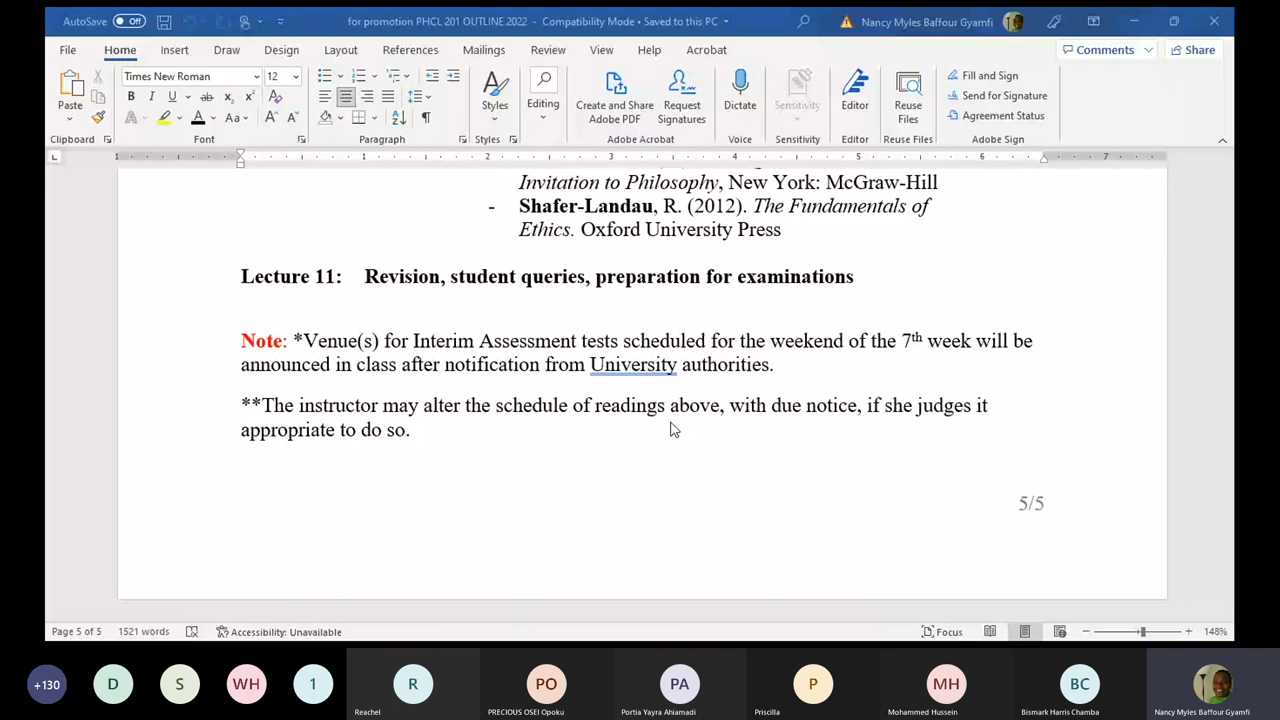 AutoSave Off for promotion PHCL 201 OUTLINE 2022 - Compatibility Mode • Saved to this PC Nancy Myles Baffour Gyamfi
File Home Insert Draw Design Layout References Mailings Review View Help Acrobat Comments Share
Times New Roman 12
Paste Styles Editing Create and Share Adobe PDF Request Signatures Dictate Sensitivity Editor Reuse Files
Fill and Sign
Send for Signature
Agreement Status
Clipboard Font Paragraph Styles Adobe Acrobat Voice Sensitivity Editor Reuse Files Adobe Sign
1 1 2 3 4 5 6 7
Invitation to Philosophy, New York: McGraw-Hill
- Shafer-Landau, R. (2012). The Fundamentals of
Ethics. Oxford University Press
Lecture 11: Revision, student queries, preparation for examinations
Note: *Venue(s) for Interim Assessment tests scheduled for the weekend of the 7th week will be
announced in class after notification from University authorities.
**The instructor may alter the schedule of readings above, with due notice, if she judges it
appropriate to do so.
5/5
Page 5 of 5 1521 words Accessibility: Unavailable Focus 148%
+130 D S WH 1 R PO PA P MH BC
Reachel PRECIOUS OSEI Opoku Portia Yayra Ahiamadi Priscilla Mohammed Hussein Bismark Harris Chamba Nancy Myles Baffour Gyamfi